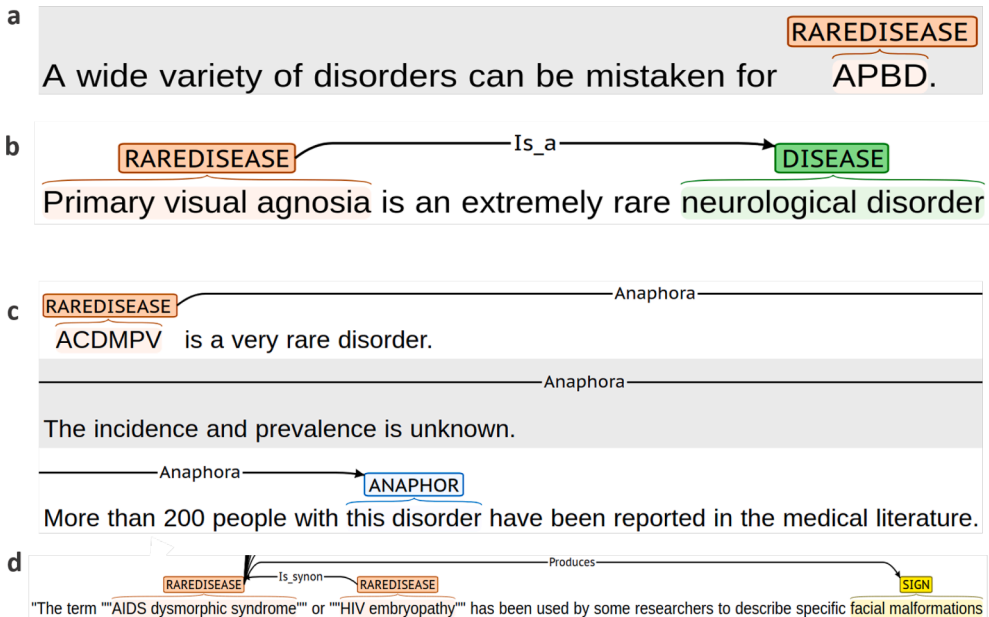 a
RAREDISEASE
A wide variety of disorders can be mistaken for APBD.
b
RAREDISEASE Is_a DISEASE
Primary visual agnosia is an extremely rare neurological disorder
c
RAREDISEASE Anaphora
ACDMPV is a very rare disorder.
Anaphora
The incidence and prevalence is unknown.
Anaphora ANAPHOR
More than 200 people with this disorder have been reported in the medical literature.
d
Produces
RAREDISEASE Is_synon RAREDISEASE SIGN
"The term ""AIDS dysmorphic syndrome"" or ""HIV embryopathy"" has been used by some researchers to describe specific facial malformations